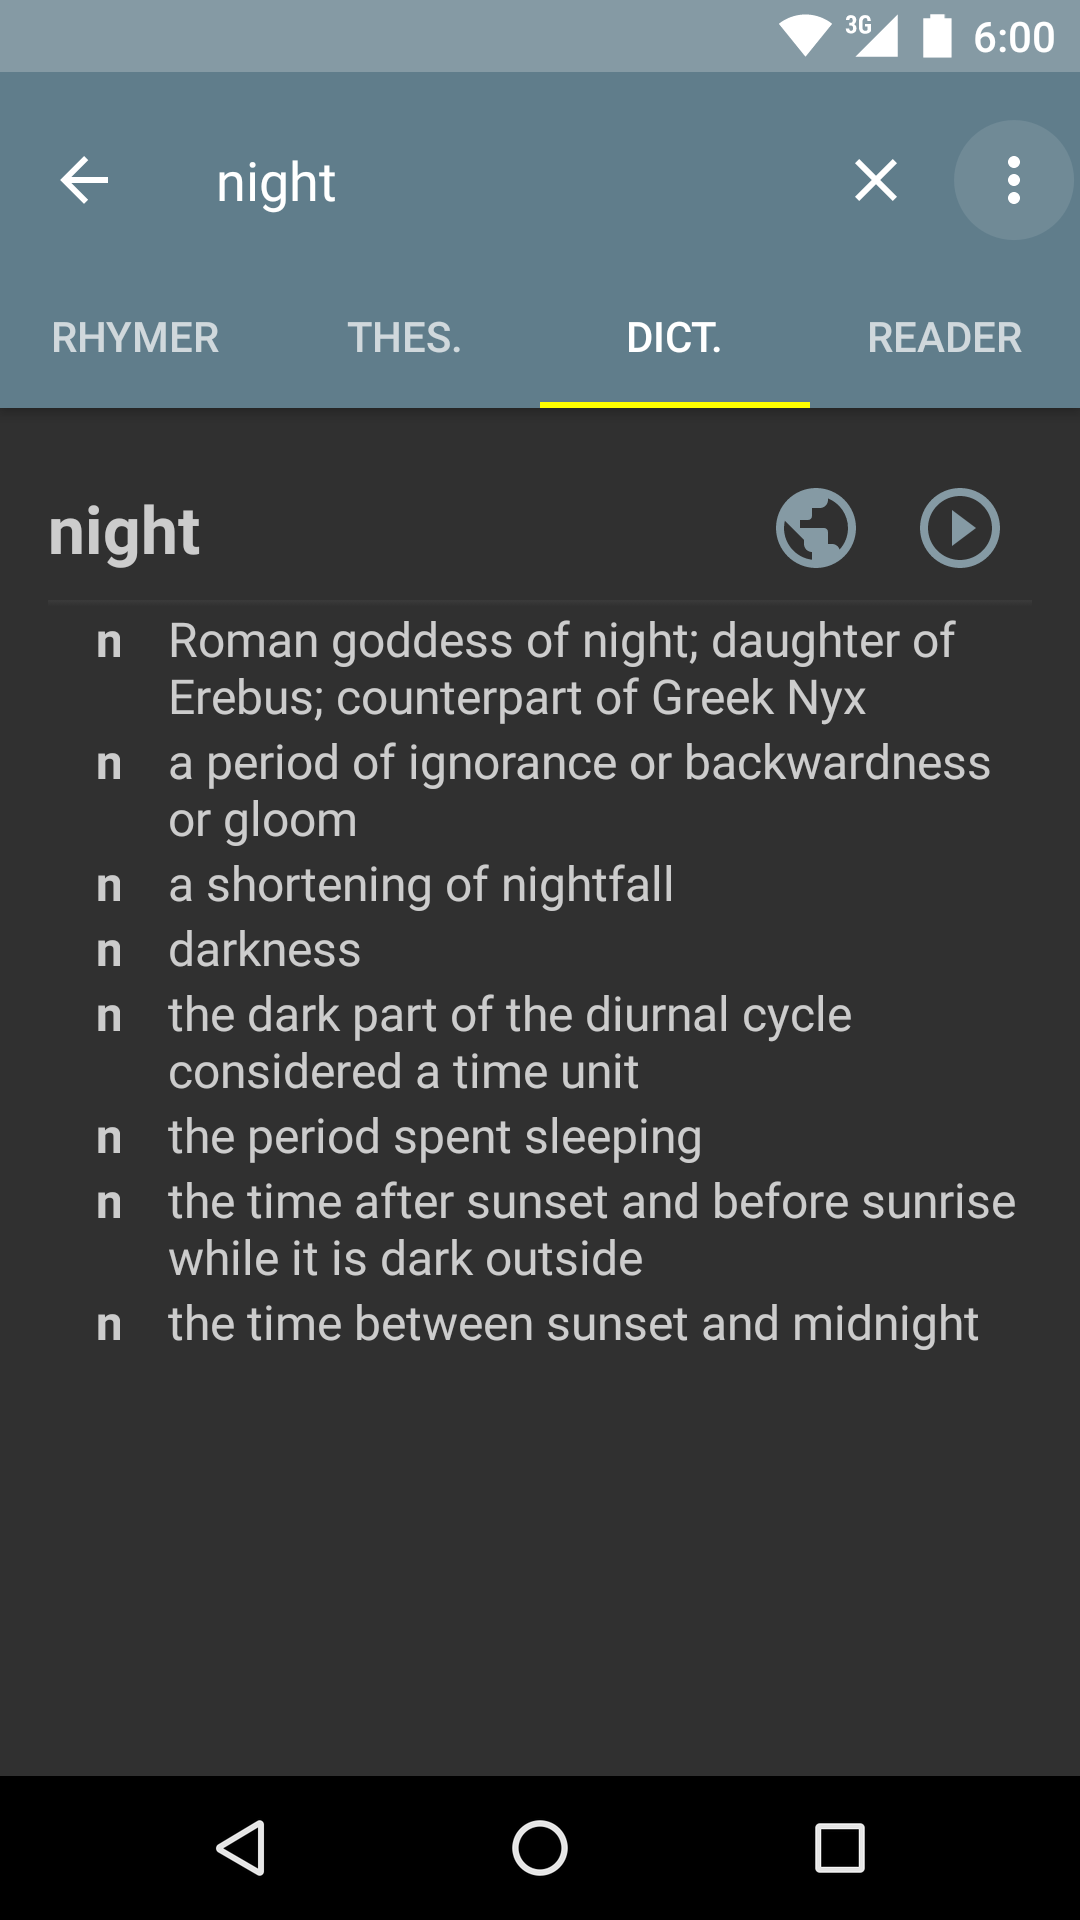 3G 6:00
night
RHYMER THES. DICT. READER
night
n Roman goddess of night; daughter of
Erebus; counterpart of Greek Nyx
n a period of ignorance or backwardness
or gloom
n a shortening of nightfall
n darkness
n the dark part of the diurnal cycle
considered a time unit
n the period spent sleeping
n the time after sunset and before sunrise
while it is dark outside
n the time between sunset and midnight